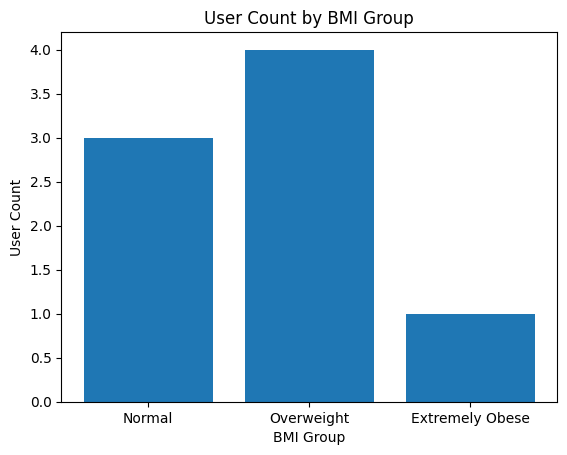 User Count by BMI Group
4.0
3.5
3.0
2.5
2.0
1.5
1.0
0.5
0.0
User Count
Normal
Overweight
Extremely Obese
BMI Group